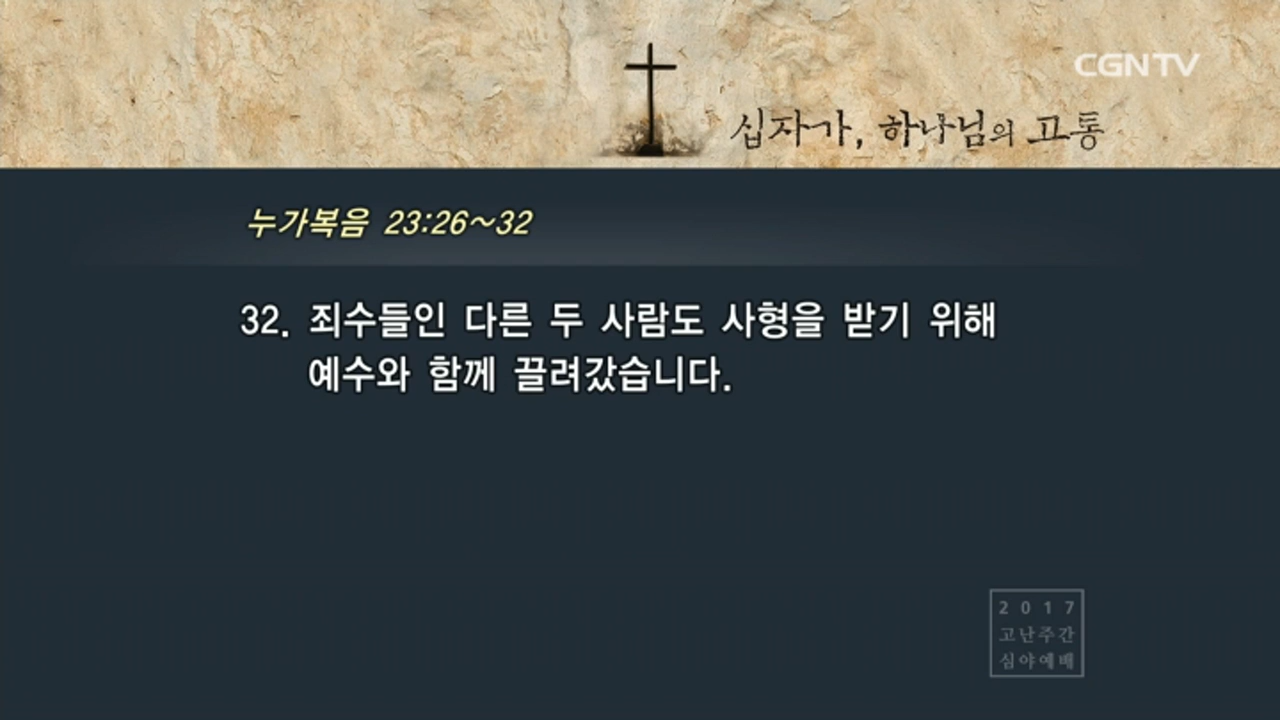 CGNTV
십자가, 하나님의 고통
누가복음 23:26~32
32. 죄수들인 다른 두 사람도 사형을 받기 위해
예수와 함께 끌려갔습니다.
2017
고난주간
심야예배